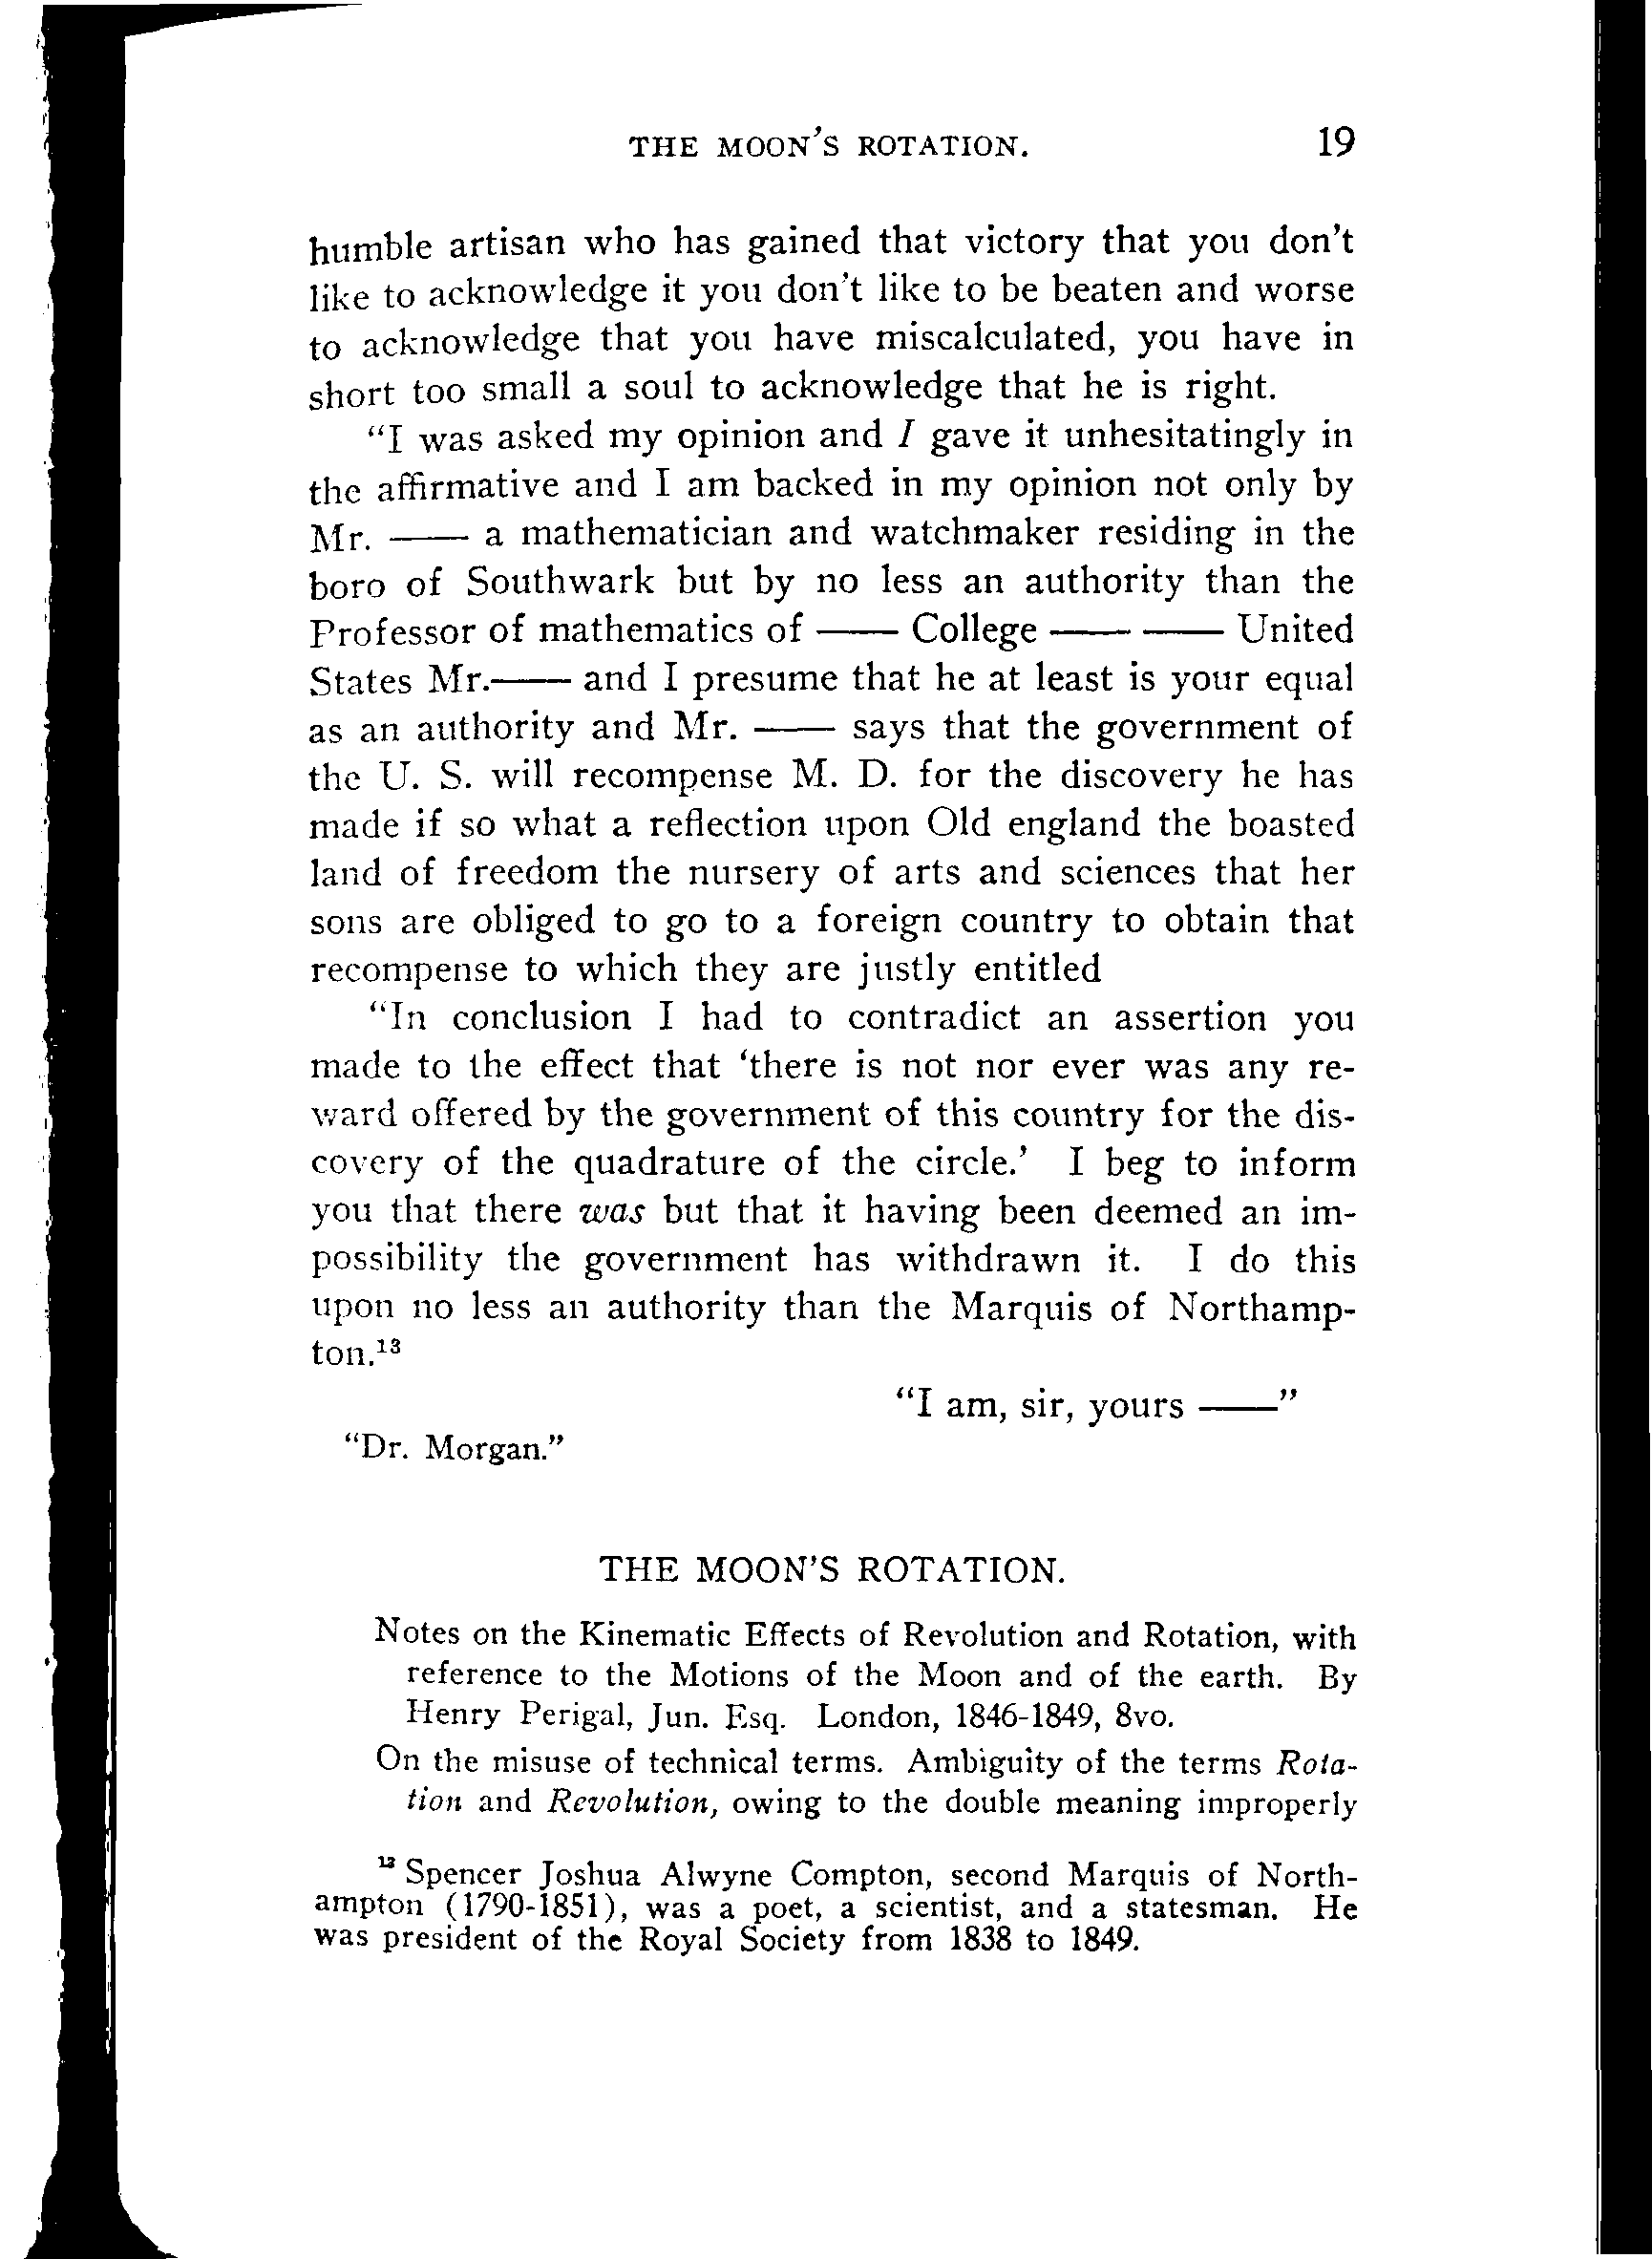 THE MOON'S ROTATION. 19
humble artisan who has gained that victory that you don't
like to acknowledge it you don't like to be beaten and worse
to acknowledge that you have miscalculated, you have in
short too small a soul to acknowledge that he is right.
"I was asked my opinion and I gave it unhesitatingly in
the affirmative and I am backed in my opinion not only by
Mr. —— a mathematician and watchmaker residing in the
boro of Southwark but by no less an authority than the
Professor of mathematics of —— College —— —— United
States Mr.—— and I presume that he at least is your equal
as an authority and Mr. —— says that the government of
the U. S. will recompense M. D. for the discovery he has
made if so what a reflection upon Old england the boasted
land of freedom the nursery of arts and sciences that her
sons are obliged to go to a foreign country to obtain that
recompense to which they are justly entitled
"In conclusion I had to contradict an assertion you
made to the effect that 'there is not nor ever was any re-
ward offered by the government of this country for the dis-
covery of the quadrature of the circle.' I beg to inform
you that there was but that it having been deemed an im-
possibility the government has withdrawn it. I do this
upon no less an authority than the Marquis of Northamp-
ton.¹³
"I am, sir, yours ——"
"Dr. Morgan."
THE MOON'S ROTATION.
Notes on the Kinematic Effects of Revolution and Rotation, with
reference to the Motions of the Moon and of the earth. By
Henry Perigal, Jun. Esq. London, 1846-1849, 8vo.
On the misuse of technical terms. Ambiguity of the terms Rota-
tion and Revolution, owing to the double meaning improperly
¹³ Spencer Joshua Alwyne Compton, second Marquis of North-
ampton (1790-1851), was a poet, a scientist, and a statesman. He
was president of the Royal Society from 1838 to 1849.